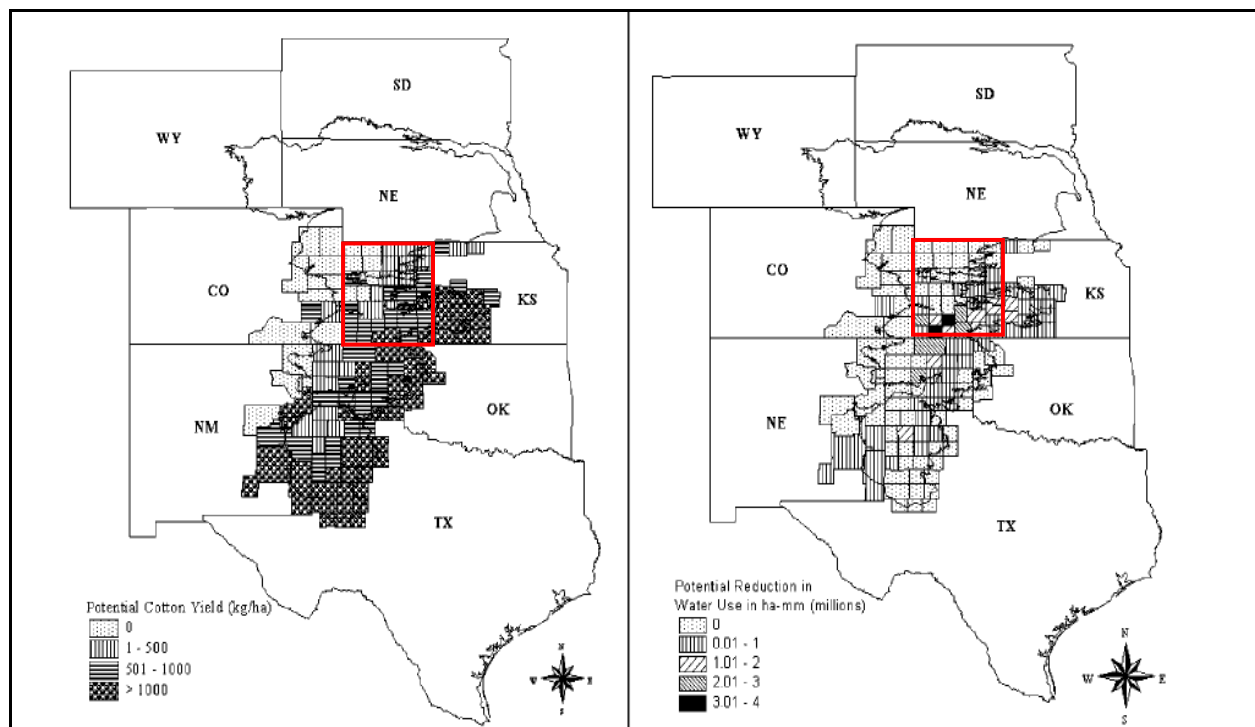 SD
WY
NE
CO
KS
NM
OK
TX
Potential Cotton Yield (kg/ha)
0
1 - 500
501 - 1000
> 1000
N
W E
S
SD
WY
NE
CO
KS
NE
OK
TX
Potential Reduction in
Water Use in ha-mm (millions)
0
0.01 - 1
1.01 - 2
2.01 - 3
3.01 - 4
N
W E
S